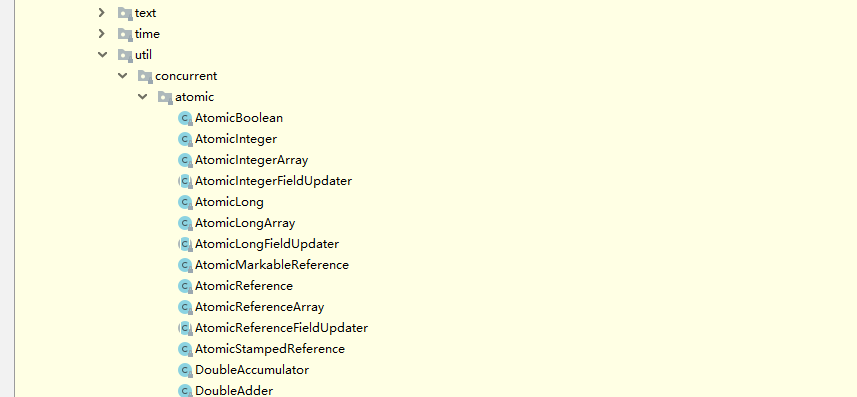 text
time
util
concurrent
atomic
AtomicBoolean
AtomicInteger
AtomicIntegerArray
AtomicIntegerFieldUpdater
AtomicLong
AtomicLongArray
AtomicLongFieldUpdater
AtomicMarkableReference
AtomicReference
AtomicReferenceArray
AtomicReferenceFieldUpdater
AtomicStampedReference
DoubleAccumulator
DoubleAdder